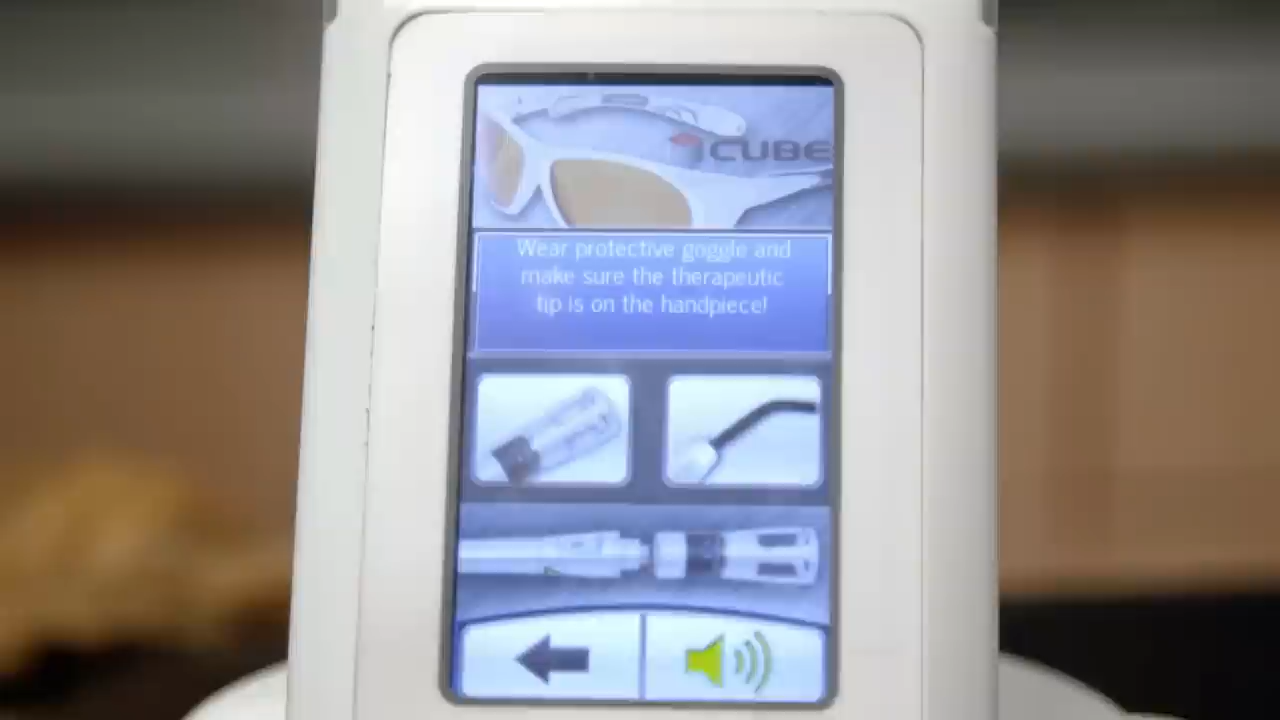 CUBE
Wear protective goggle and
make sure the therapeutic
tip is on the handpiece!